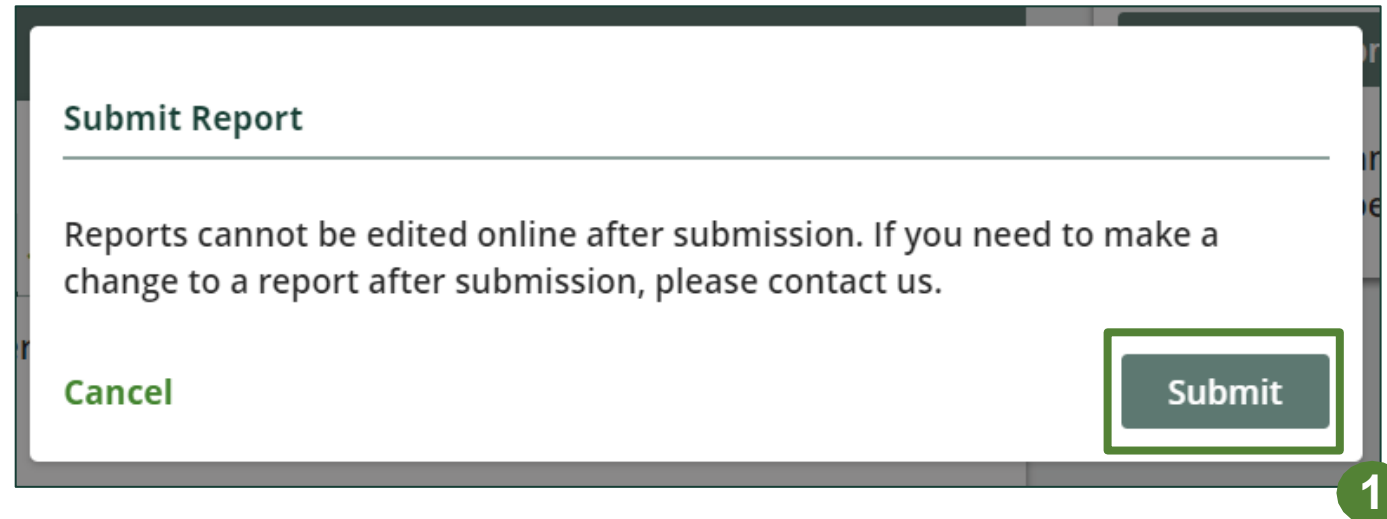 Submit Report
Reports cannot be edited online after submission. If you need to make a
change to a report after submission, please contact us.
Cancel
Submit
1